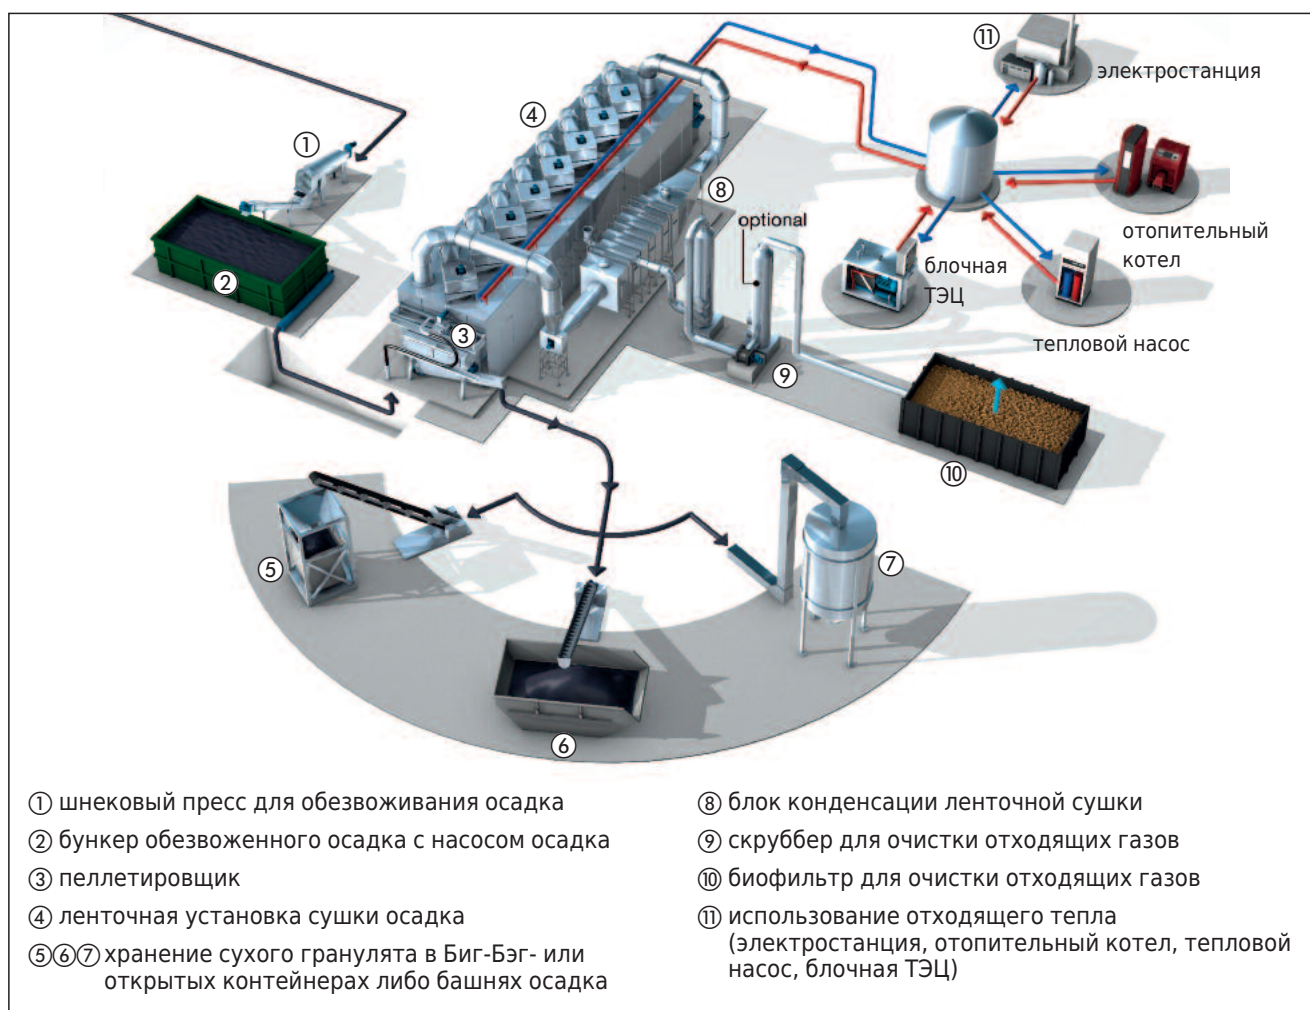 ⑪
электростанция
①
④
⑧
optional
отопительный
котел
блочная
ТЭЦ
②
③
тепловой насос
⑨
⑩
⑤
⑦
⑥
① шнековый пресс для обезвоживания осадка
② бункер обезвоженного осадка с насосом осадка
③ пеллетировщик
④ ленточная установка сушки осадка
⑤⑥⑦ хранение сухого гранулята в Биг-Бэг- или
открытых контейнерах либо башнях осадка
⑧ блок конденсации ленточной сушки
⑨ скруббер для очистки отходящих газов
⑩ биофильтр для очистки отходящих газов
⑪ использование отходящего тепла
(электростанция, отопительный котел, тепловой
насос, блочная ТЭЦ)